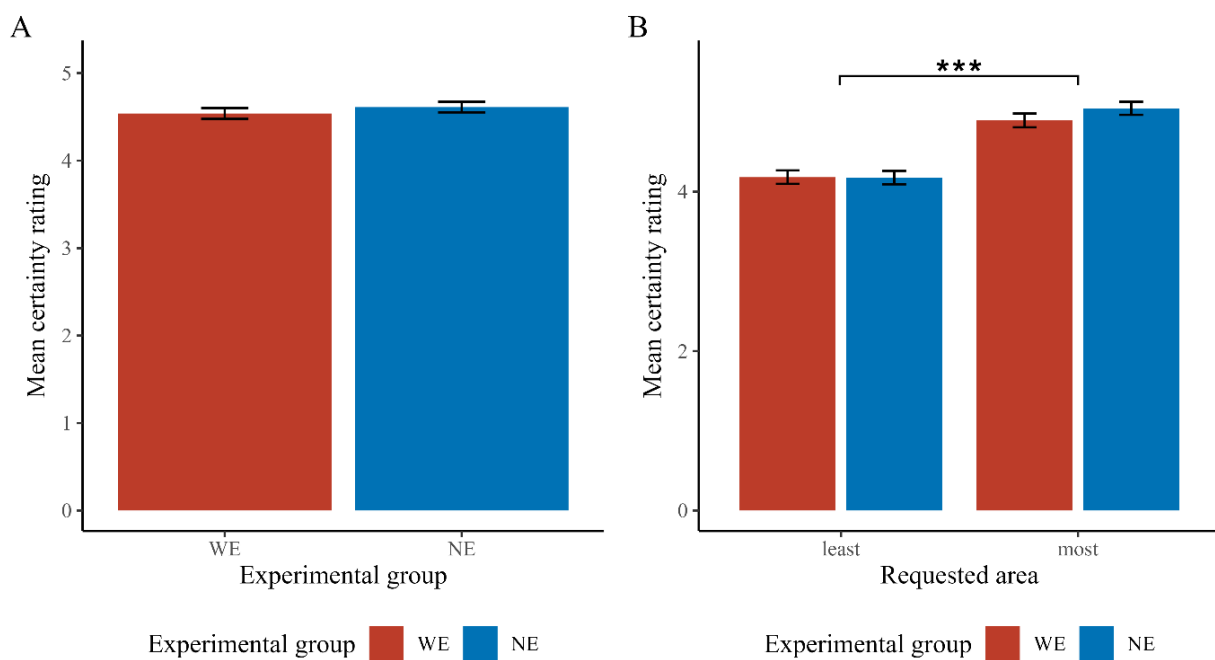 A
Mean certainty rating
5
4
3
2
1
0
WE NE
Experimental group
Experimental group WE NE
B
***
Mean certainty rating
4
2
0
least most
Requested area
Experimental group WE NE